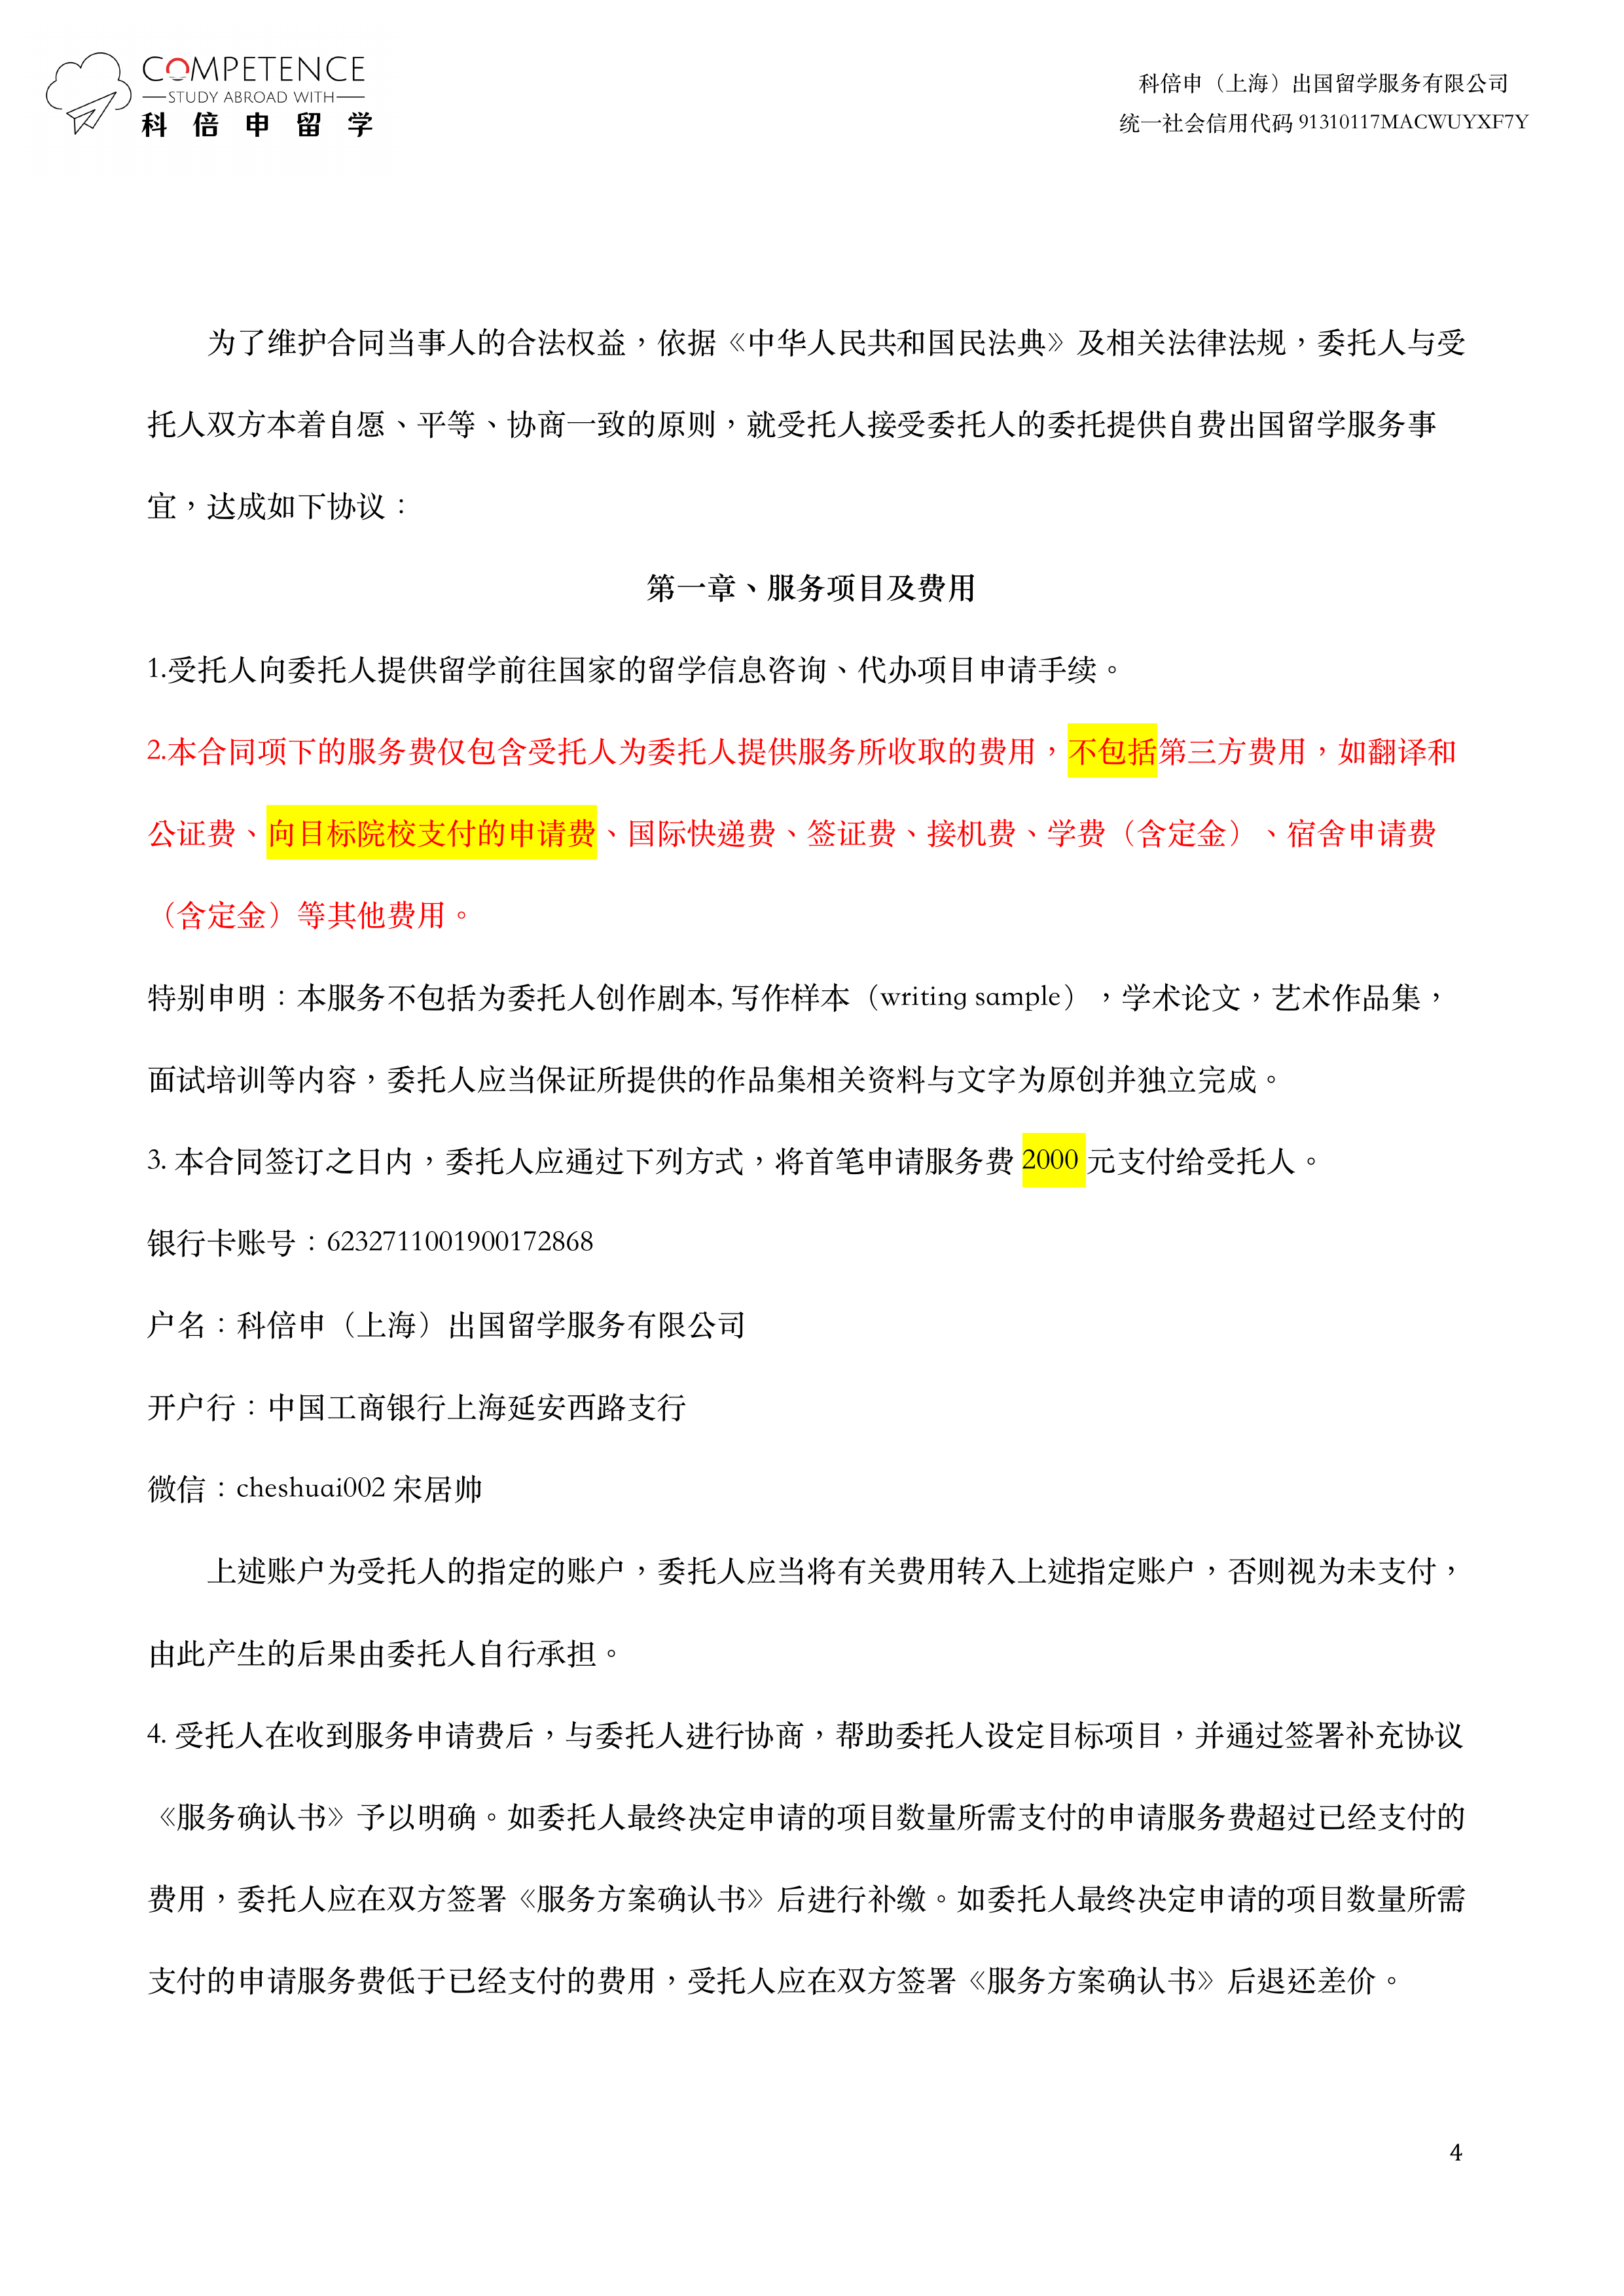 COMPETENCE
STUDY ABROAD WITH
科倍申留学
科倍申（上海）出国留学服务有限公司
统一社会信用代码 91310117MACWUYXF7Y
为了维护合同当事人的合法权益，依据《中华人民共和国民法典》及相关法律法规，委托人与受
托人双方本着自愿、平等、协商一致的原则，就受托人接受委托人的委托提供自费出国留学服务事
宜，达成如下协议：
第一章、服务项目及费用
1.受托人向委托人提供留学前往国家的留学信息咨询、代办项目申请手续。
2.本合同项下的服务费仅包含受托人为委托人提供服务所收取的费用，不包括第三方费用，如翻译和
公证费、向目标院校支付的申请费、国际快递费、签证费、接机费、学费（含定金）、宿舍申请费
（含定金）等其他费用。
特别申明：本服务不包括为委托人创作剧本, 写作样本（writing sample），学术论文，艺术作品集，
面试培训等内容，委托人应当保证所提供的作品集相关资料与文字为原创并独立完成。
3. 本合同签订之日内，委托人应通过下列方式，将首笔申请服务费 2000 元支付给受托人。
银行卡账号：6232711001900172868
户名：科倍申（上海）出国留学服务有限公司
开户行：中国工商银行上海延安西路支行
微信：cheshuai002 宋居帅
上述账户为受托人的指定的账户，委托人应当将有关费用转入上述指定账户，否则视为未支付，
由此产生的后果由委托人自行承担。
4. 受托人在收到服务申请费后，与委托人进行协商，帮助委托人设定目标项目，并通过签署补充协议
《服务确认书》予以明确。如委托人最终决定申请的项目数量所需支付的申请服务费超过已经支付的
费用，委托人应在双方签署《服务方案确认书》后进行补缴。如委托人最终决定申请的项目数量所需
支付的申请服务费低于已经支付的费用，受托人应在双方签署《服务方案确认书》后退还差价。
4